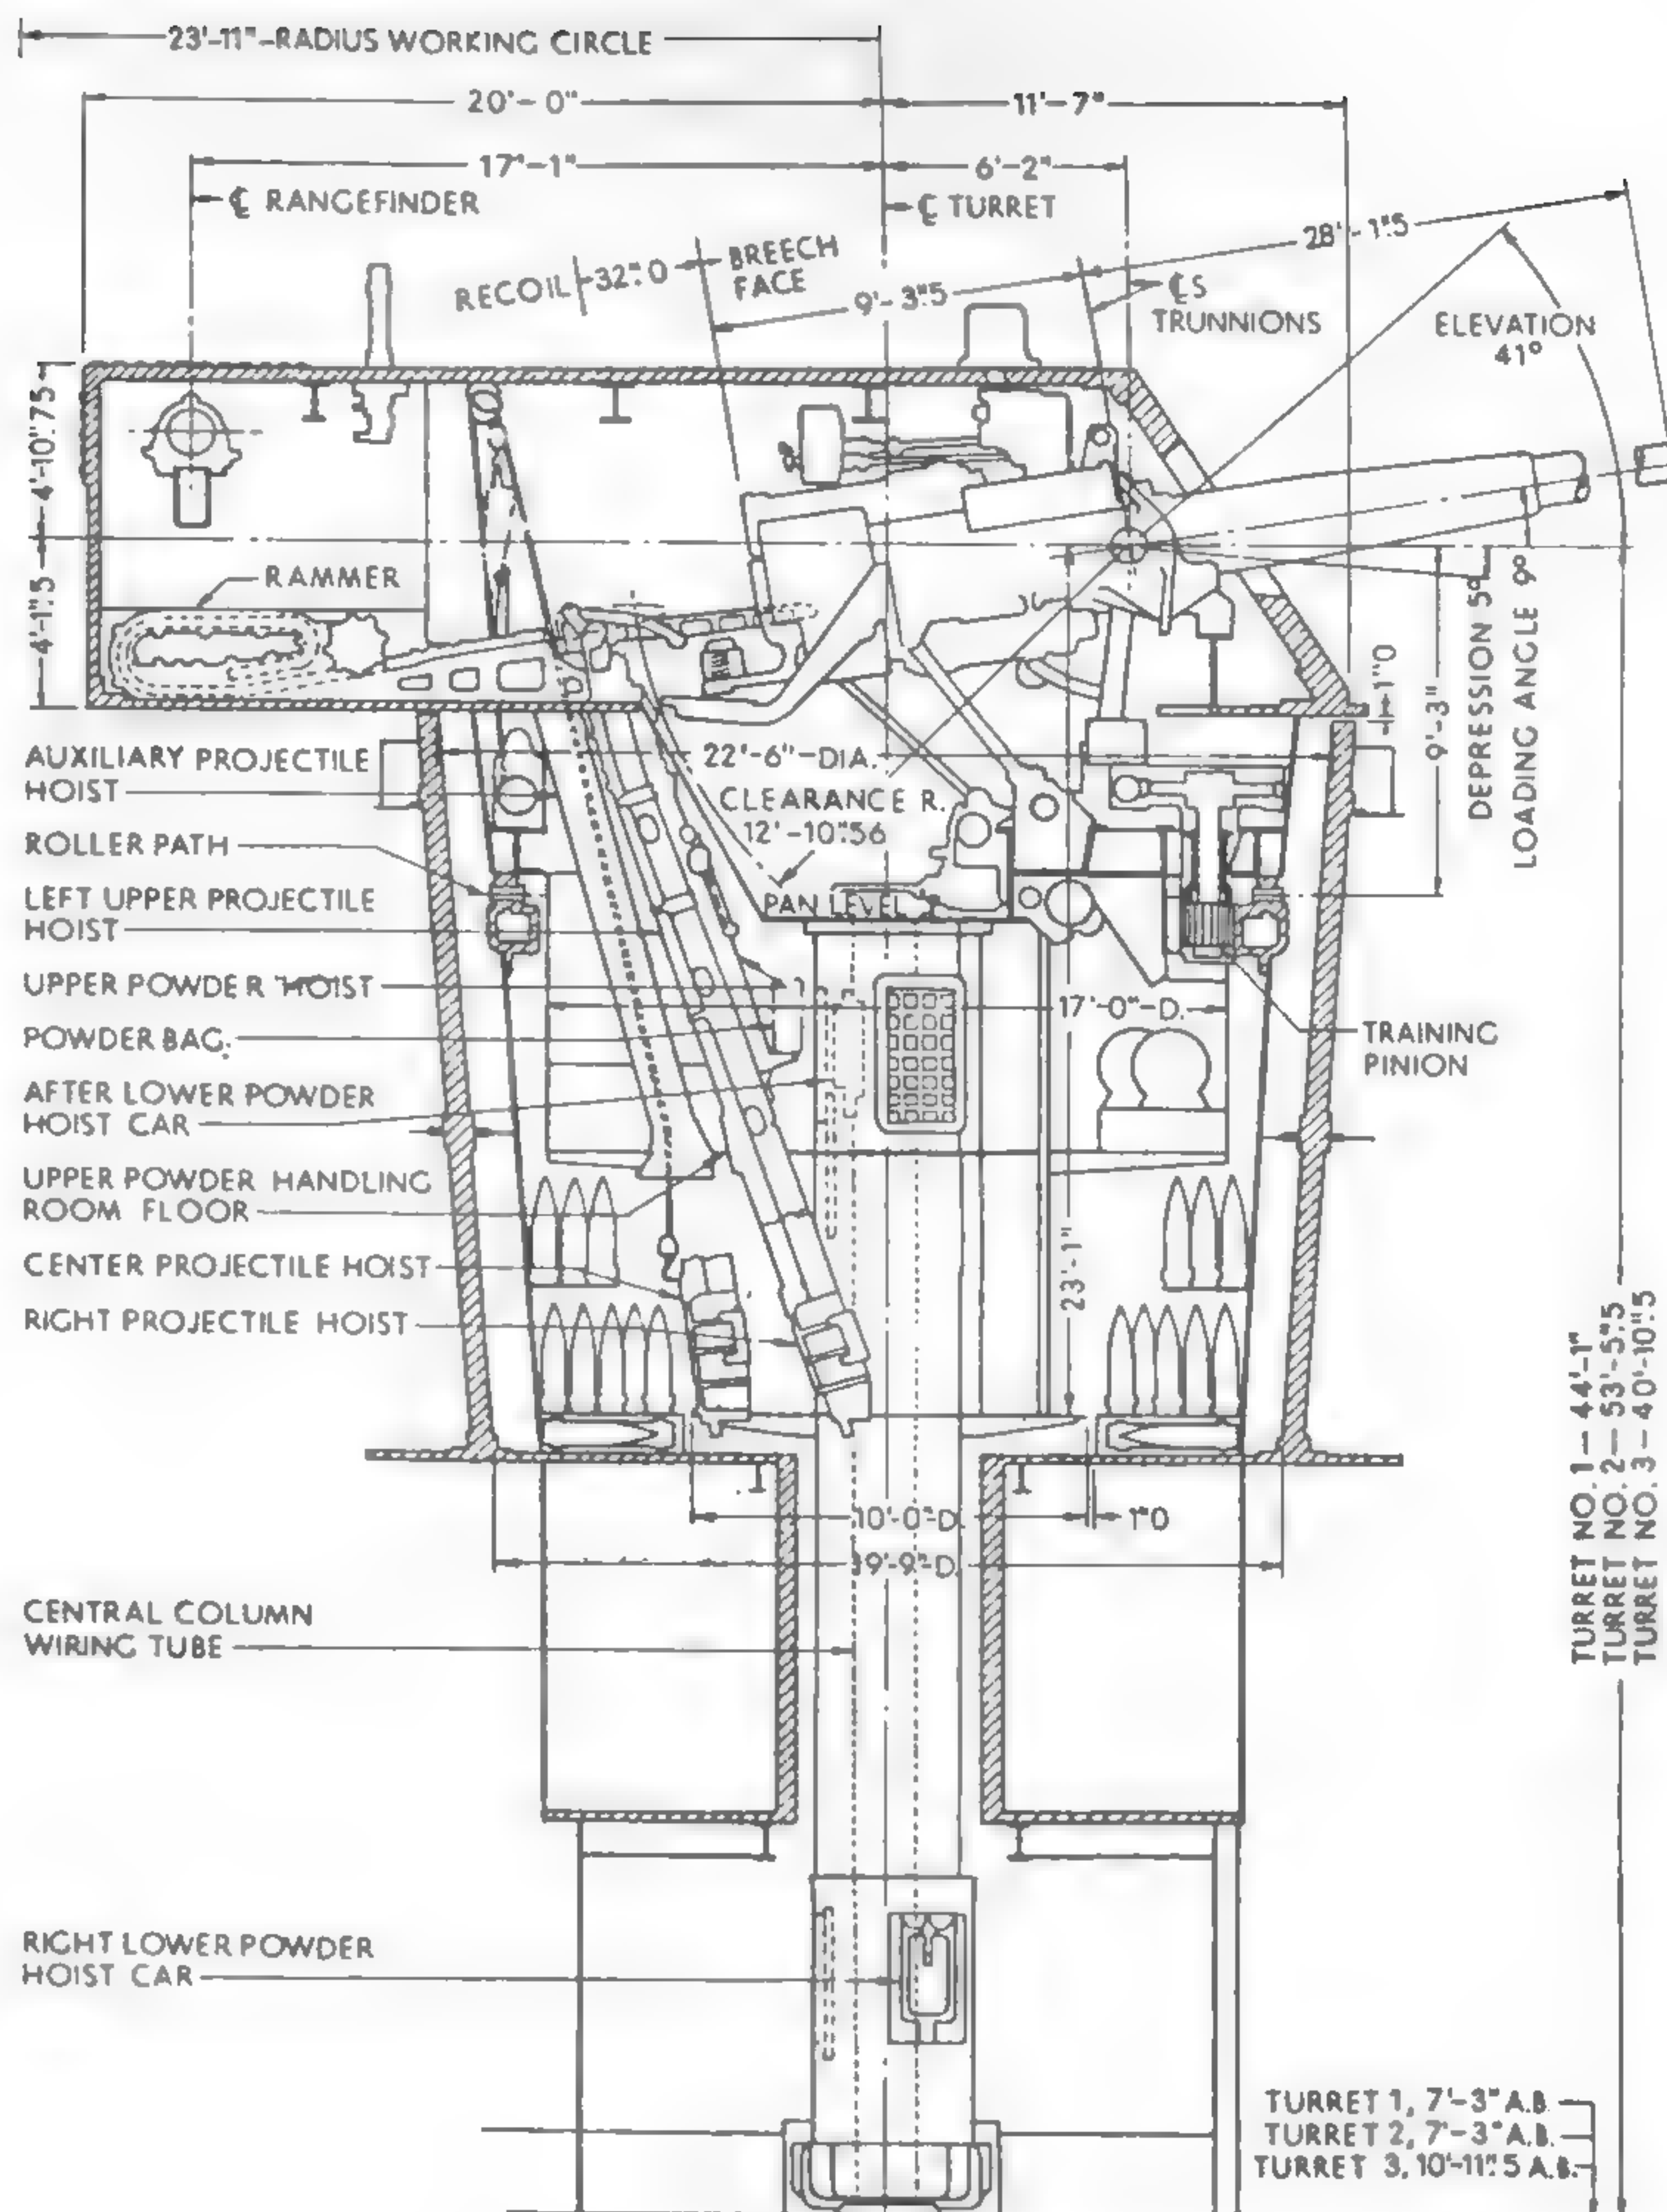 23'-11"-RADIUS WORKING CIRCLE
20'-0"
11'-7"
17"-1"
6'-2"
℄ RANGEFINDER
℄ TURRET
28'-1"5
RECOIL
32".0
BREECH
FACE
9'-3"5
℄S
TRUNNIONS
ELEVATION
41°
4'-10".75
4'-1".5
RAMMER
DEPRESSION 5°
LOADING ANGLE 9°
1".0
9'-3"
AUXILIARY PROJECTILE
HOIST
22'-6"-DIA.
CLEARANCE R.
12'-10".56
ROLLER PATH
LEFT UPPER PROJECTILE
HOIST
PAN LEVEL
UPPER POWDER HOIST
17'-0"-D.
POWDER BAG
TRAINING
PINION
AFTER LOWER POWDER
HOIST CAR
UPPER POWDER HANDLING
ROOM FLOOR
CENTER PROJECTILE HOIST
23'-1"
RIGHT PROJECTILE HOIST
TURRET NO. 1 — 44'-1"
TURRET NO. 2 — 53'-5".5
TURRET NO. 3 — 40'-10".5
10'-0"-D
1"0
19'-9"-D
CENTRAL COLUMN
WIRING TUBE
RIGHT LOWER POWDER
HOIST CAR
TURRET 1, 7'-3" A.B.
TURRET 2, 7'-3" A.B.
TURRET 3, 10'-11".5 A.B.